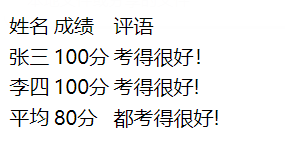 姓名 成绩 评语
张三 100分 考得很好!
李四 100分 考得很好!
平均 80分 都考得很好!